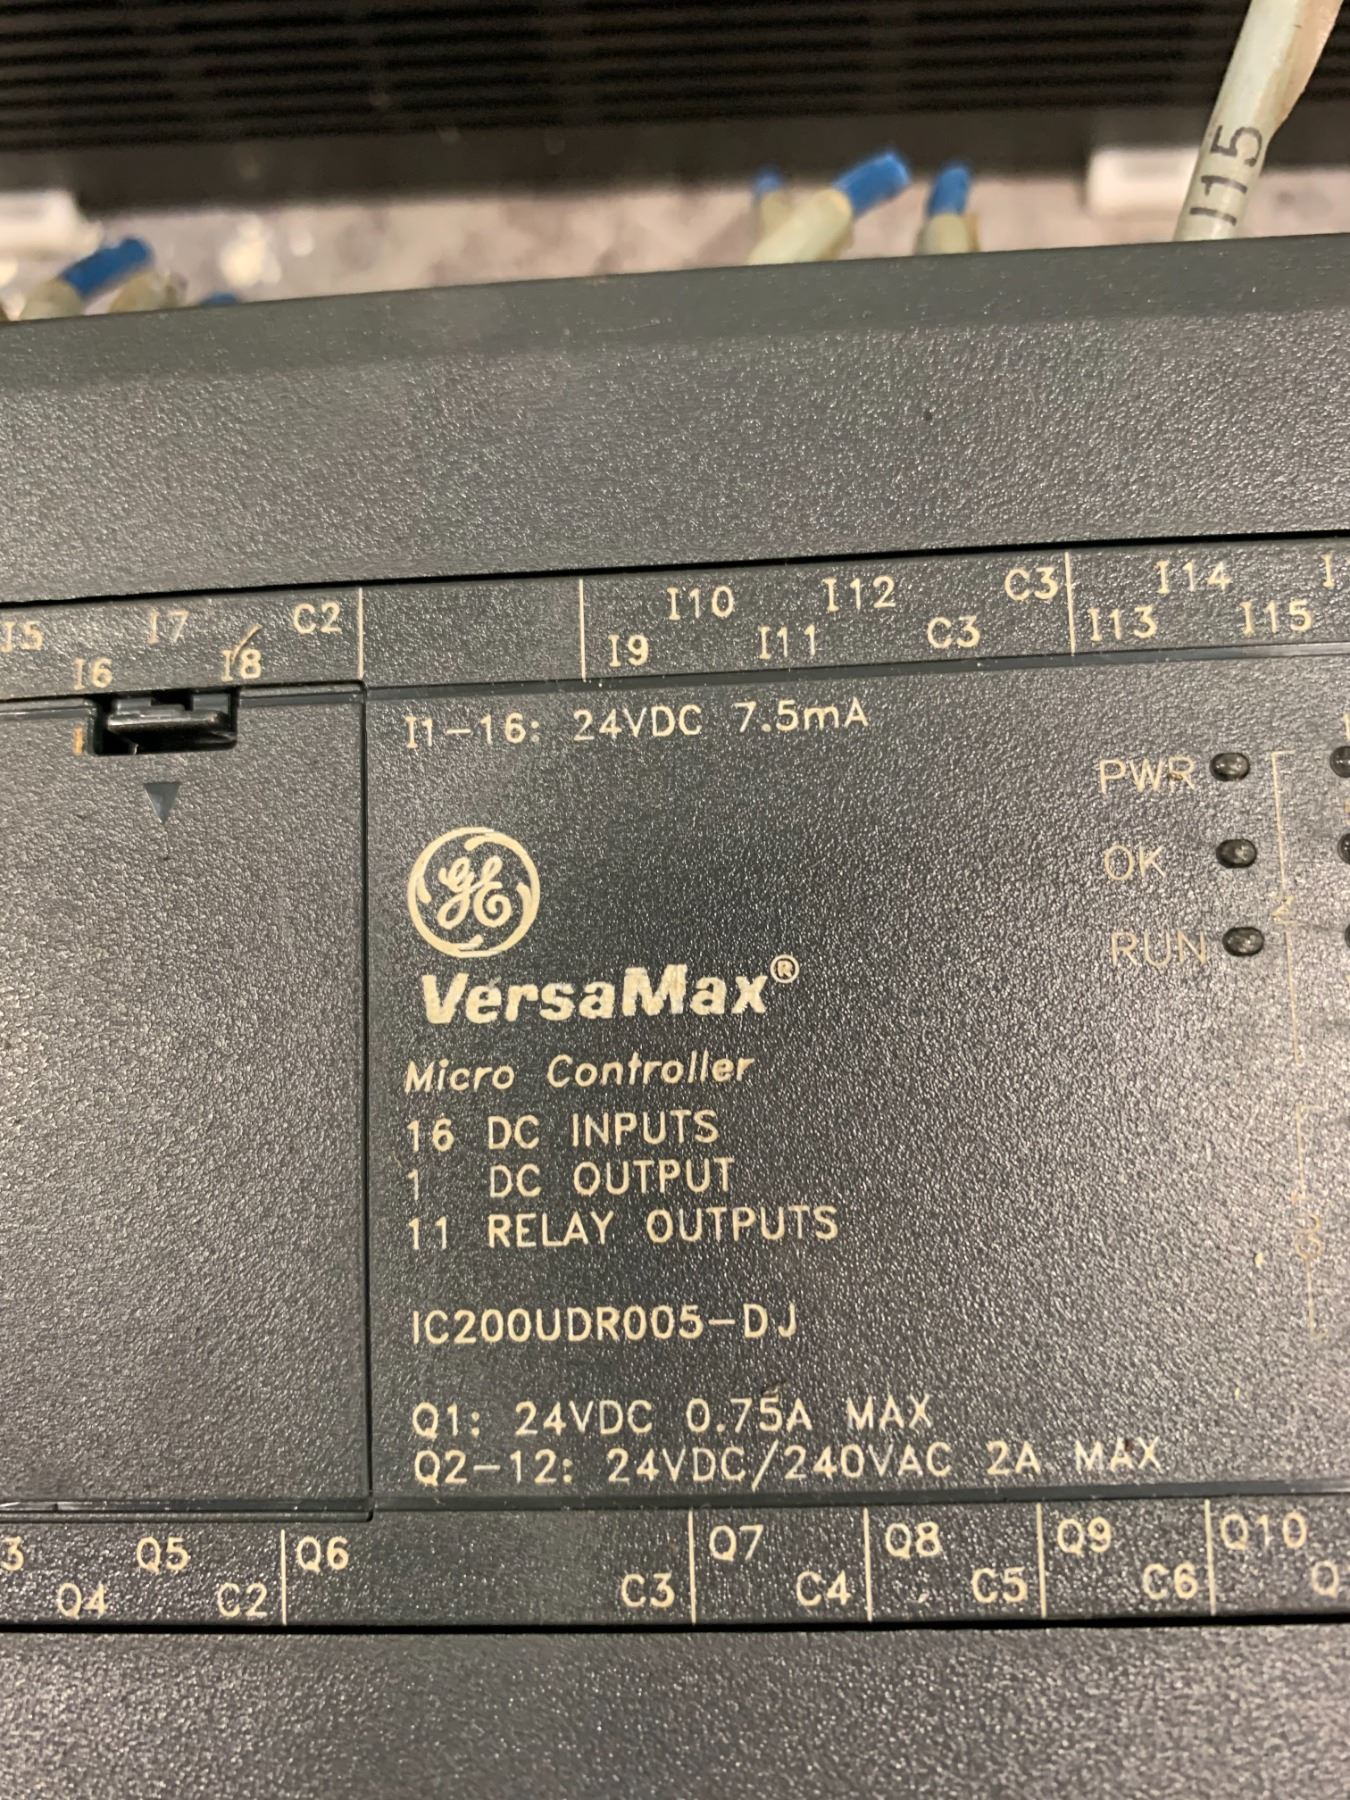 I15
I10 I12 C3 I14
I5 I7 C2 I9 I11 C3 I13 I15
I6 I8
I1-16: 24VDC 7.5mA
PWR
OK
RUN
GE
VersaMax®
Micro Controller
16 DC INPUTS
1 DC OUTPUT
11 RELAY OUTPUTS
IC200UDR005-DJ
Q1: 24VDC 0.75A MAX
Q2-12: 24VDC/240VAC 2A MAX
Q5 Q6 Q7 Q8 Q9 Q10
Q4 C2 C3 C4 C5 C6